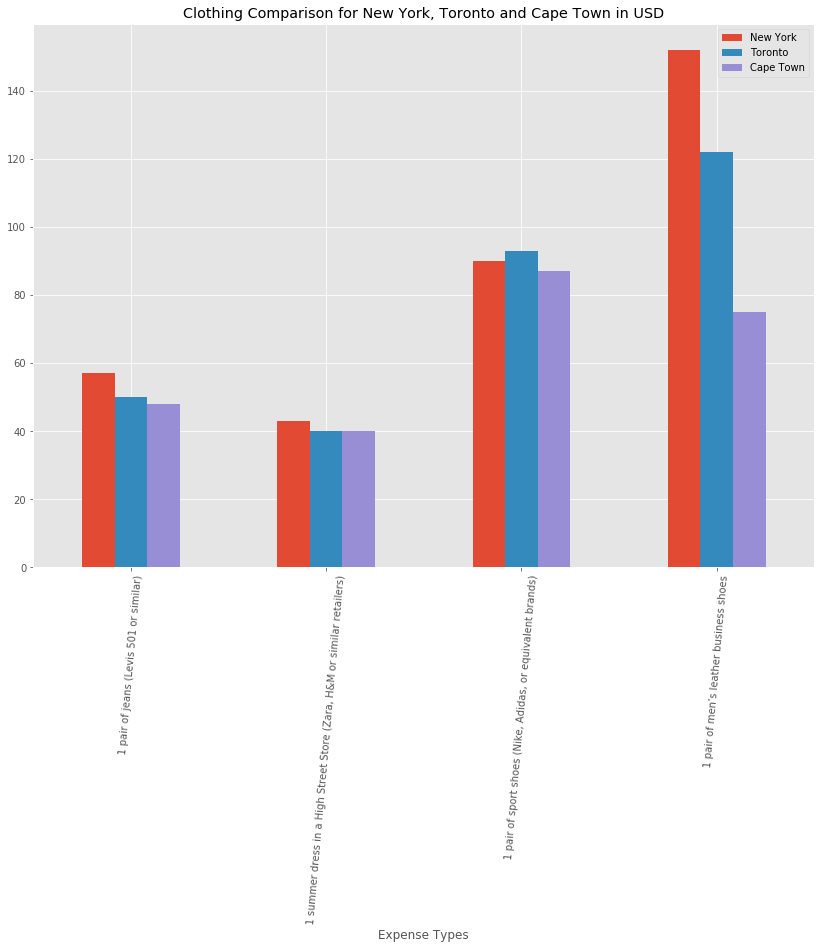 Clothing Comparison for New York, Toronto and Cape Town in USD
New York
Toronto
Cape Town
140
120
100
80
60
40
20
0
1 pair of jeans (Levis 501 or similar)
1 summer dress in a High Street Store (Zara, H&M or similar retailers)
1 pair of sport shoes (Nike, Adidas, or equivalent brands)
1 pair of men's leather business shoes
Expense Types